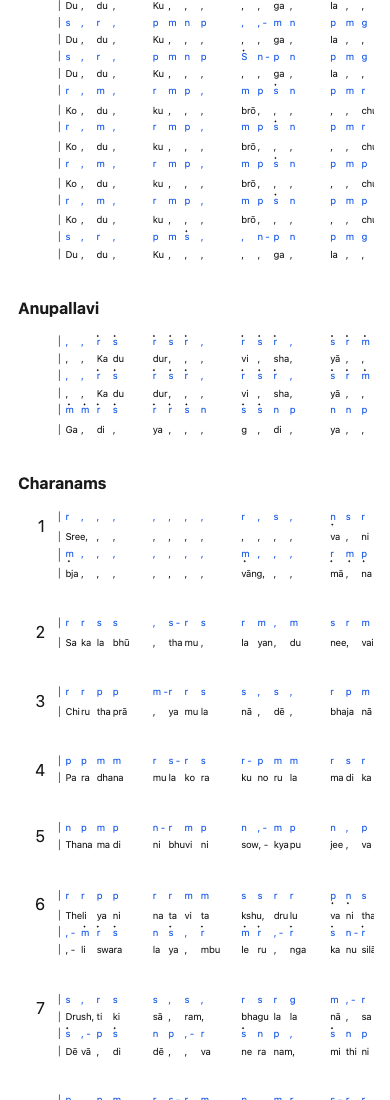 | Du , du , Ku , , , , , ga , la , ,
| s , r , p m n p , , - m n p m g
| Du , du , Ku , , , , , ga , la , ,
| s , r , p m n p Ṡ n - p n p m g
| Du , du , Ku , , , , , ga , la , ,
| r , m , r m p , m p ṡ n p m r
| Ko , du , ku , , , brō , , , , , chu
| r , m , r m p , m p ṡ n p m r
| Ko , du , ku , , , brō , , , , , chu
| r , m , r m p , m p ṡ n p m p
| Ko , du , ku , , , brō , , , , , chu
| r , m , r m p , m p ṡ n p m p
| Ko , du , ku , , , brō , , , , , chu
| s , r , p m ṡ , , n - p n p m g
| Du , du , Ku , , , , , ga , la , ,
Anupallavi
| , , ṙ ṡ ṙ ṡ ṙ , ṙ ṡ ṙ , ṡ ṙ ṁ
| , , Ka du dur, , , vi , sha, yā , ,
| , , ṙ ṡ ṙ ṡ ṙ , ṙ ṡ ṙ , ṡ ṙ ṁ
| , , Ka du dur, , , vi , sha, yā , ,
| ṁ ṁ ṙ ṡ ṙ ṙ ṡ n ṡ ṡ n p n n p
| Ga , di , ya , , , g , di , ya , ,
Charanams
1 | r , , , , , , , r , s , ṇ s r
| Sree, , , , , , , , , , , va , ni
| m , , , , , , , m , , , r m p
| bja , , , , , , , vāng, , , mā , na
2 | r r s s , s - r s r m , m s r m
| Sa ka la bhū , tha mu , la yan, du nee, vai
3 | r r p p m - r r s s , s , r p m
| Chi ru tha prā , ya mu la nā , dē , bhaja nā
4 | p p m m r s - r s r - p m m r s r
| Pa ra dhana mu la ko ra ku no ru la ma di ka
5 | n p m p n - r m p n , - m p n , p
| Thana ma di ni bhuvi ni sow, - kya pu jee , va
6 | r r p p r r m m s s r r p̣ ṇ s
| Theli ya ni na ta vi ta kshu, dru lu va ni tha
| , - ṁ ṙ ṡ n ṡ , ṙ ṁ ṙ , - ṙ ṡ n - ṙ
| , - li swara la ya , mbu le ru , nga ka nu silā
7 | s , r s s , s , r s r g m , - r
| Drush, ti ki sā , ram, bhagu la la nā , sa
| ṡ , - p ṡ n p , - r ṡ n p , s n p
| Dē vā , di dē , , va ne ra nam, mi thi ni